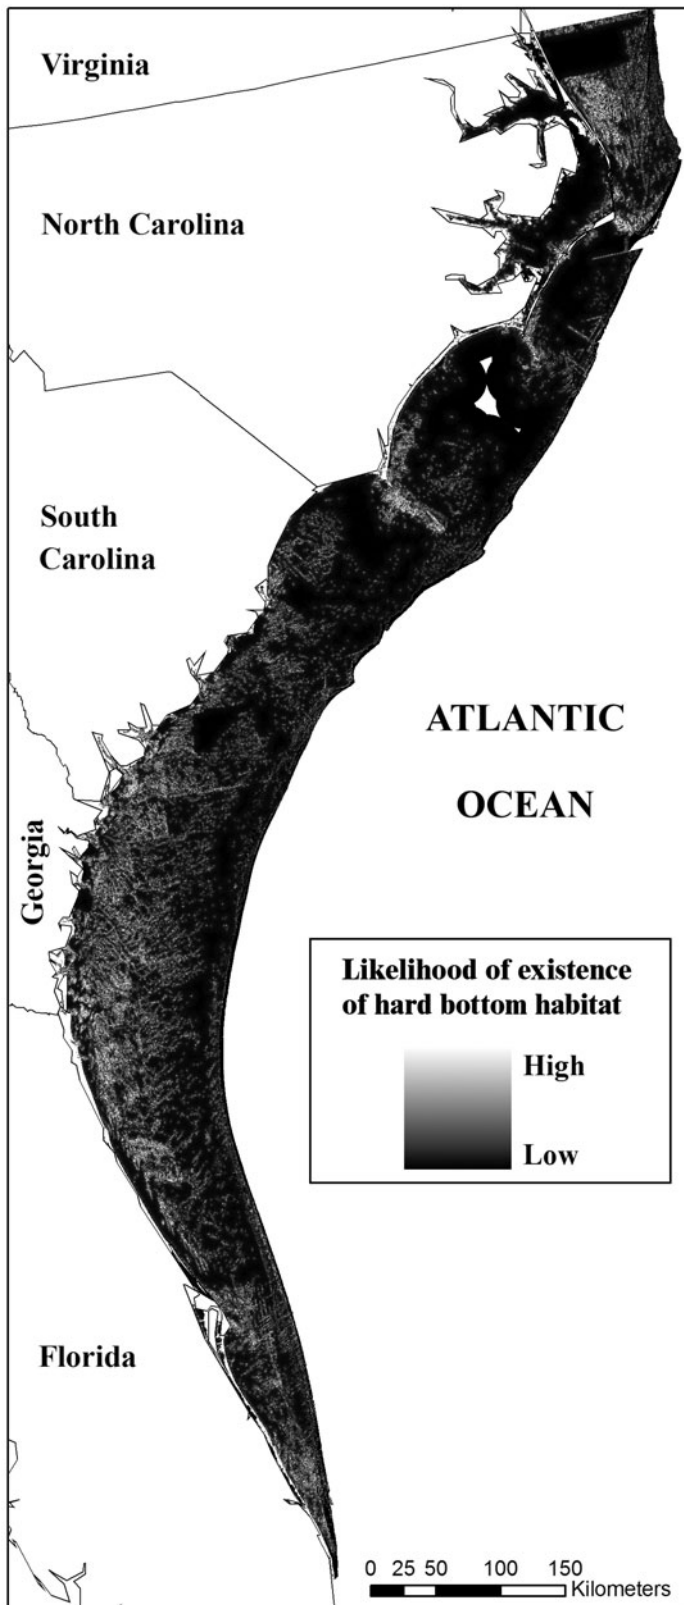 Virginia
North Carolina
South
Carolina
ATLANTIC
OCEAN
Georgia
Likelihood of existence
of hard bottom habitat
High
Low
Florida
0 25 50 100 150
Kilometers